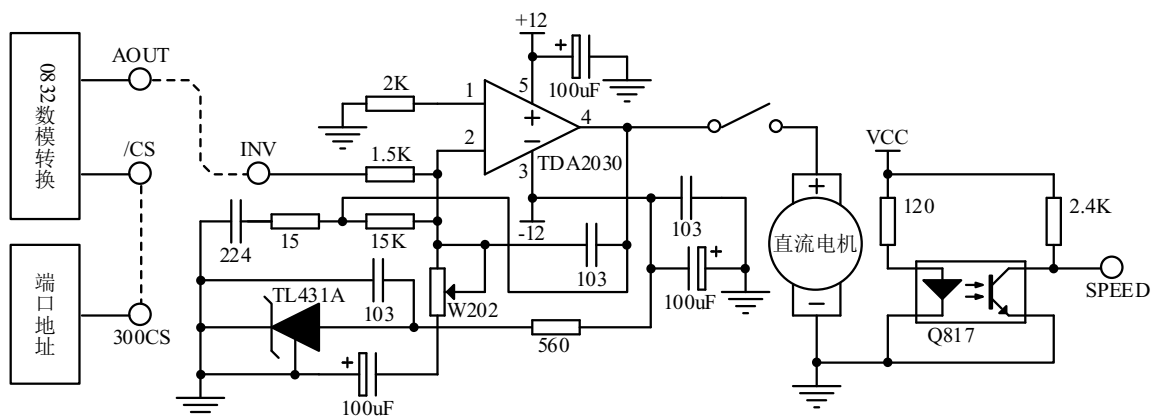 +12
+
100uF
0832数模转换
AOUT
/CS
INV
端口地址
300CS
2K
1
2
5
+
−
4
3
TDA2030
1.5K
-12
224
15
15K
103
103
+
100uF
TL431A
103
W202
560
+
100uF
+
直流电机
−
VCC
120
2.4K
SPEED
Q817